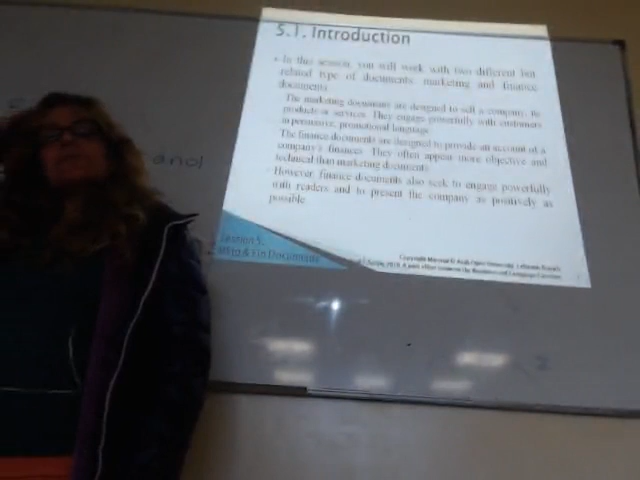 5.1. Introduction
In this session, you will work with two different but
related type of documents: marketing and finance
documents.
The marketing documents are designed to sell a company, its
products or services. They engage powerfully with customers
in persuasive, promotional language.
The finance documents are designed to provide an account of a
company's finances. They often appear more objective and
technical than marketing documents.
However, finance documents also seek to engage powerfully
with readers and to present the company as positively as
possible.
Session 5.
& Fin Documents